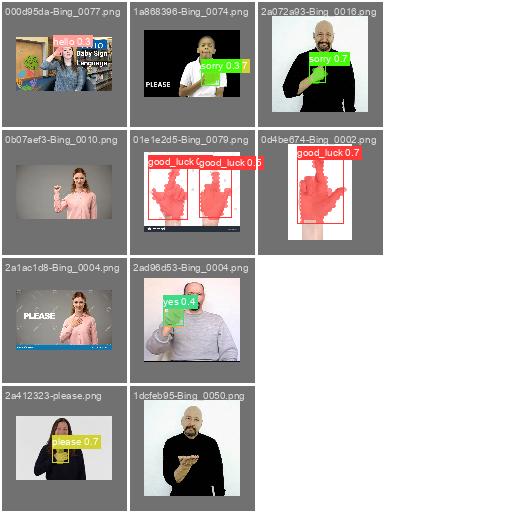 000d95da-Bing_0077.png
hello 0.3
Baby Sign
Language
1a868396-Bing_0074.png
sorry 0.3
7
PLEASE
2a072a93-Bing_0016.png
sorry 0.7
0b07aef3-Bing_0010.png
01e1e2d5-Bing_0079.png
good_luck
good_luck 0.5
0d4be674-Bing_0002.png
good_luck 0.7
2a1ac1d8-Bing_0004.png
PLEASE
2ad96d53-Bing_0004.png
yes 0.4
2a412323-please.png
please 0.7
1dcfeb95-Bing_0050.png